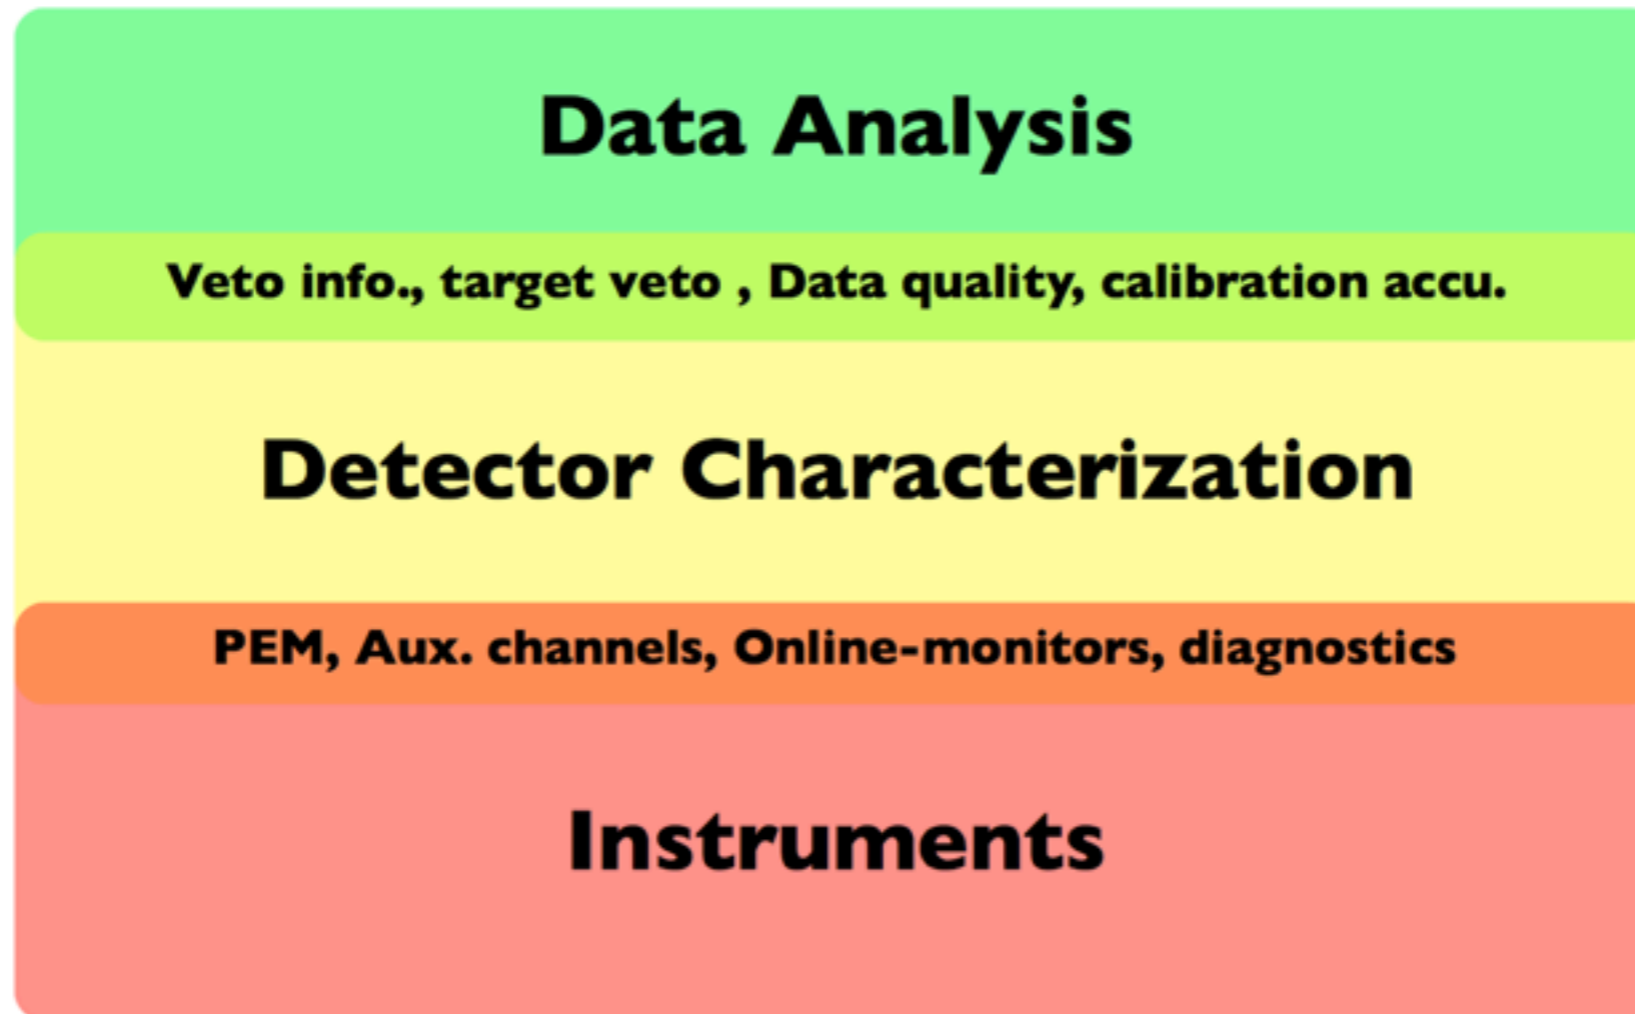 Data Analysis
Veto info., target veto , Data quality, calibration accu.
Detector Characterization
PEM, Aux. channels, Online-monitors, diagnostics
Instruments